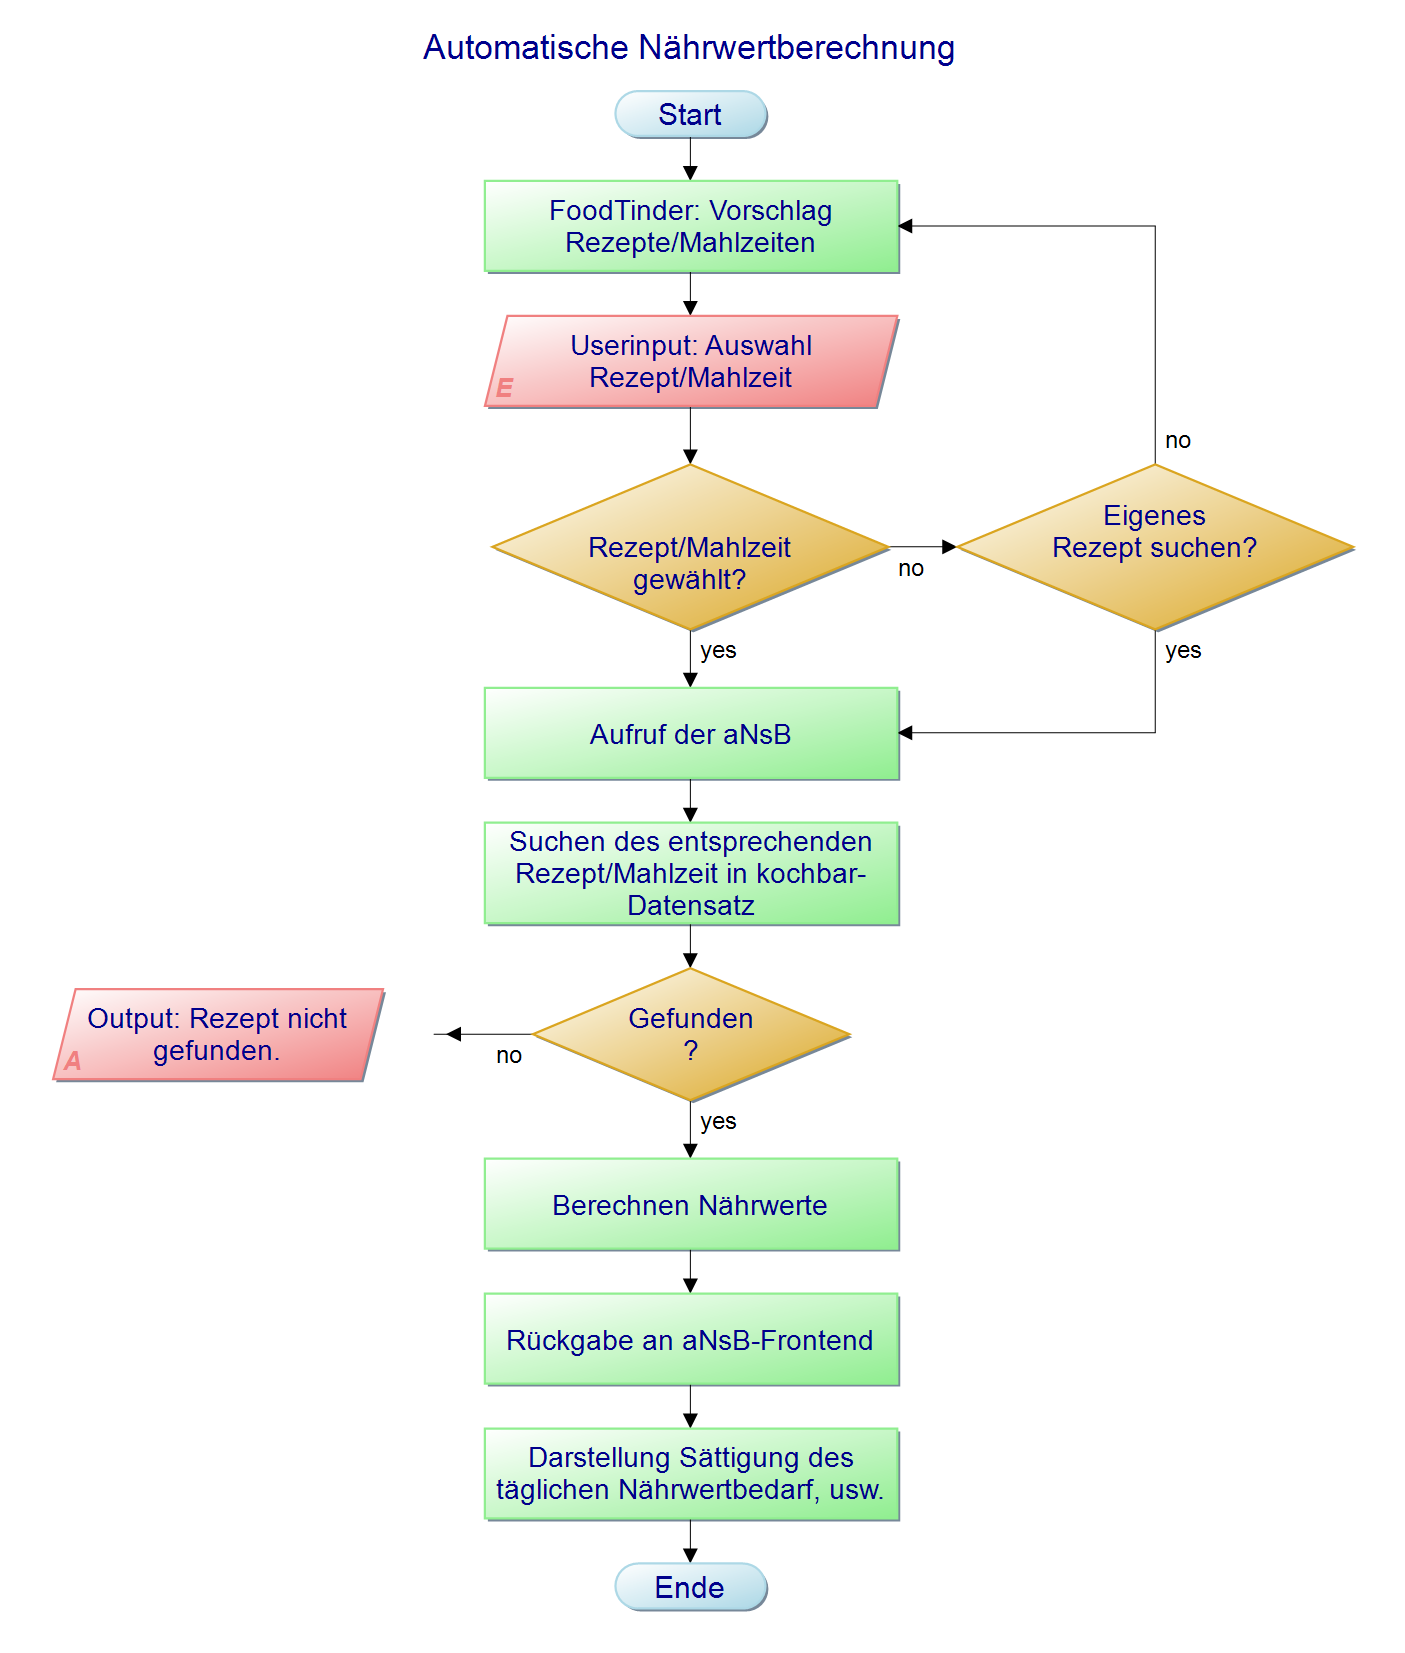 Automatische Nährwertberechnung
Start
FoodTinder: Vorschlag
Rezepte/Mahlzeiten
Userinput: Auswahl
Rezept/Mahlzeit
E
no
Eigenes
Rezept suchen?
Rezept/Mahlzeit
gewählt?
no
yes
yes
Aufruf der aNsB
Suchen des entsprechenden
Rezept/Mahlzeit in kochbar-
Datensatz
Gefunden
?
no
Output: Rezept nicht
gefunden.
A
yes
Berechnen Nährwerte
Rückgabe an aNsB-Frontend
Darstellung Sättigung des
täglichen Nährwertbedarf, usw.
Ende